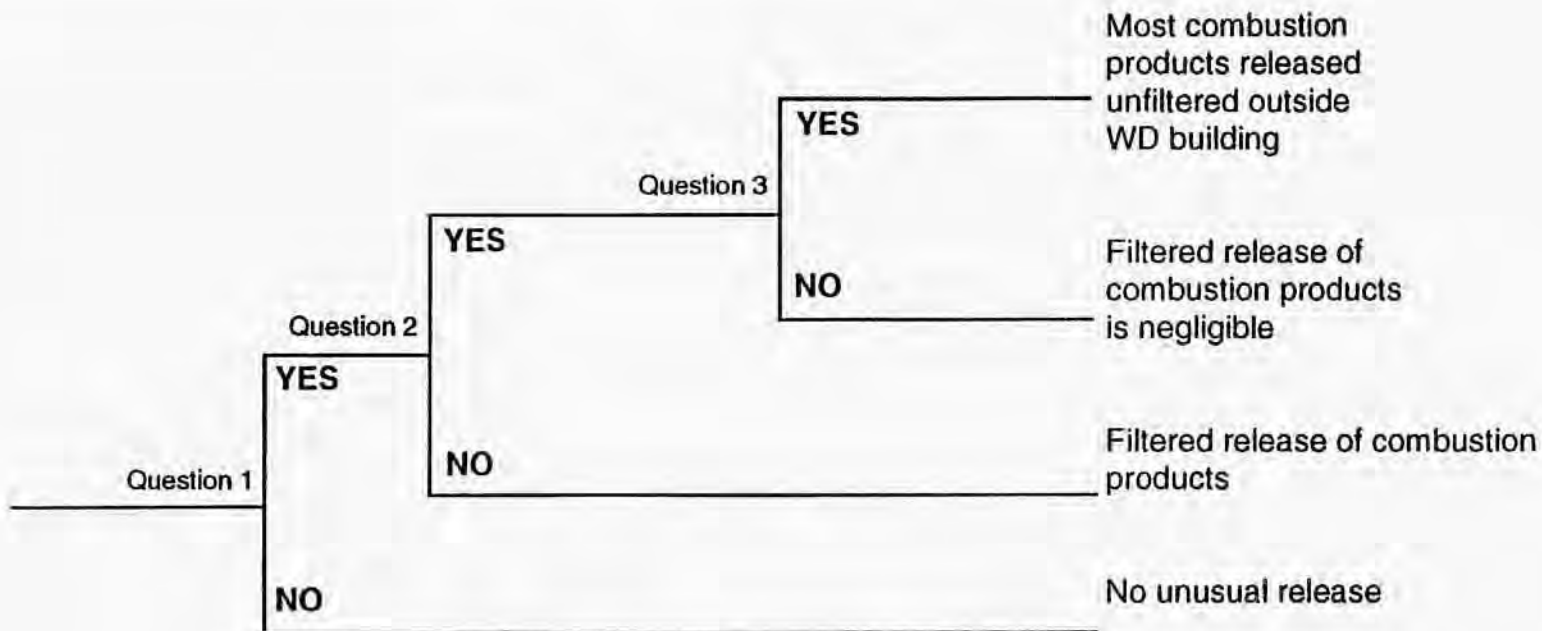 Most combustion
products released
unfiltered outside
WD building
YES
Question 3
YES
NO
Filtered release of
combustion products
is negligible
Question 2
YES
NO
Filtered release of combustion
products
Question 1
NO
No unusual release